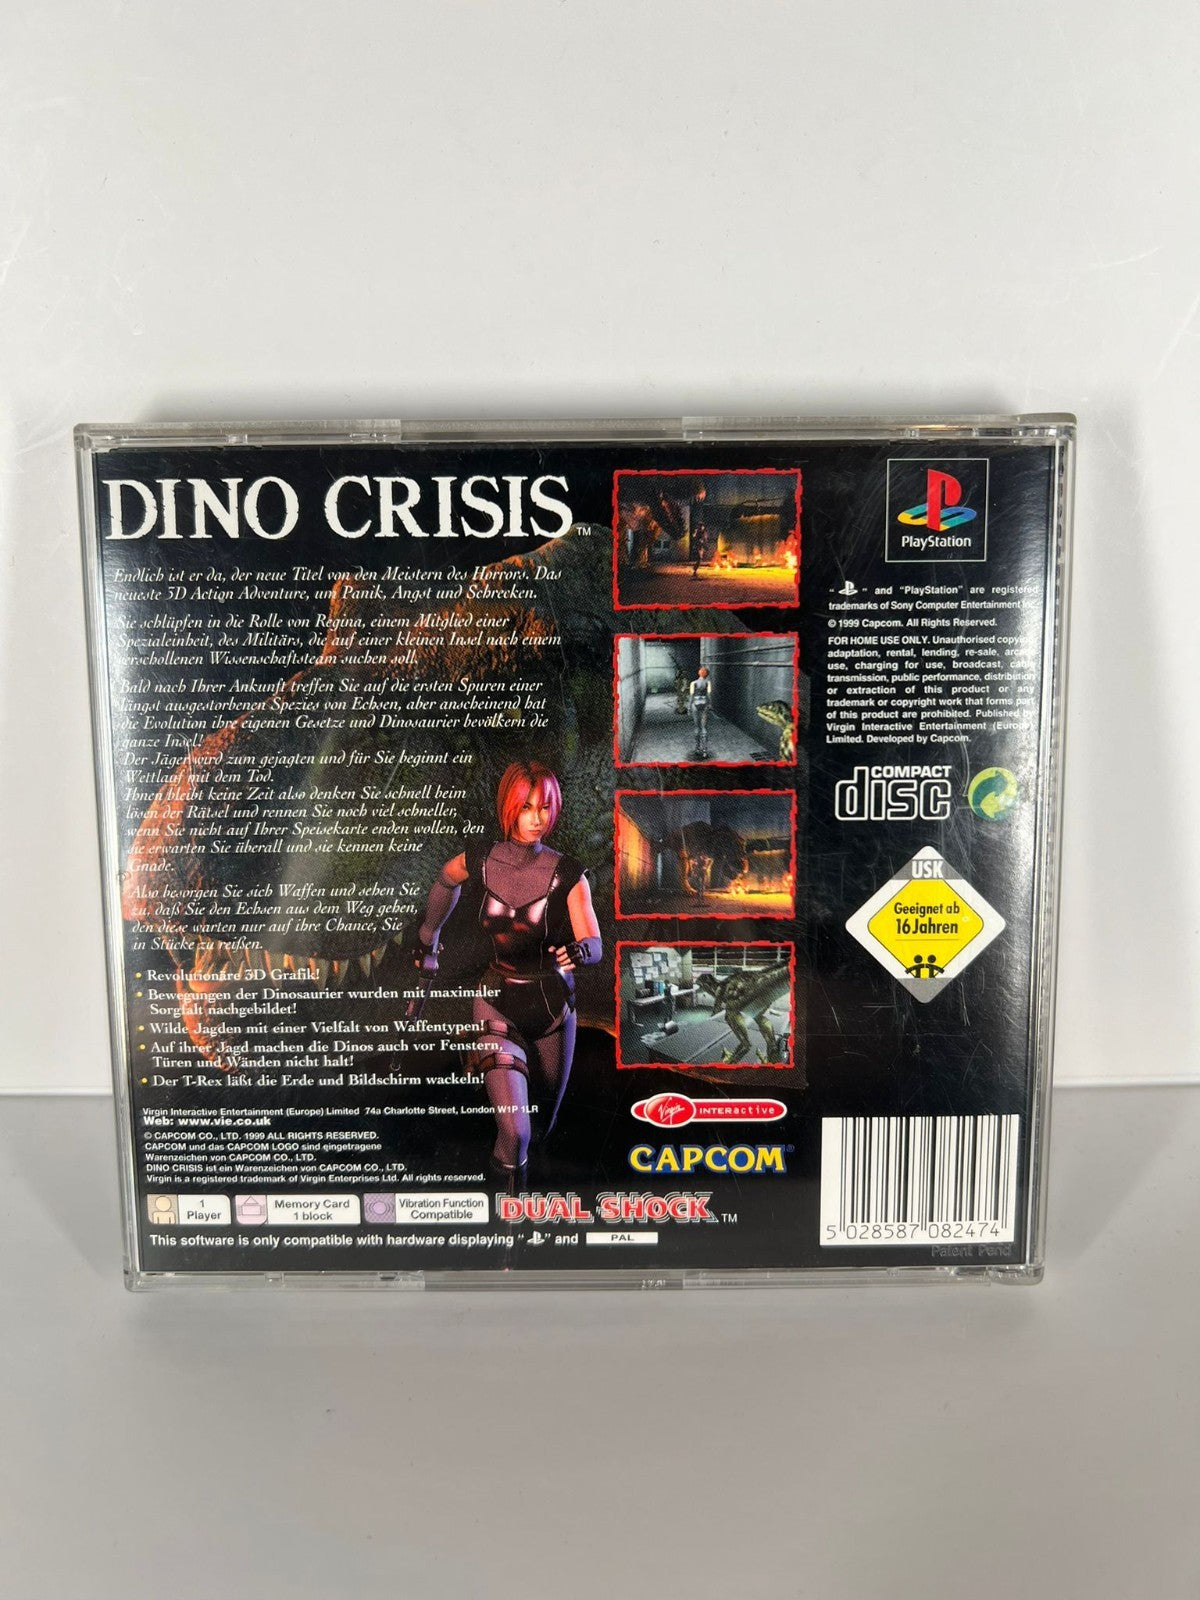 DINO CRISIS™
Endlich ist er da, der neue Titel von den Meistern des Horrors. Das
neueste 3D Action Adventure, um Panik, Angst und Schrecken.
Sie schlüpfen in die Rolle von Regina, einem Mitglied einer
Spezialeinheit, des Militärs, die auf einer kleinen Insel nach einem
verschollenen Wissenschaftsteam suchen soll.
Bald nach Ihrer Ankunft treffen Sie auf die ersten Spuren einer
längst ausgestorbenen Spezies von Echsen, aber anscheinend hat
die Evolution ihre eigenen Gesetze und Dinosaurier bevölkern die
ganze Insel!
Der Jäger wird zum gejagten und für Sie beginnt ein
Wettlauf mit dem Tod.
Ihnen bleibt keine Zeit also denken Sie schnell beim
lösen der Rätsel und rennen Sie noch viel schneller,
wenn Sie nicht auf Ihrer Speisekarte enden wollen, den
sie erwarten Sie überall und sie kennen keine
Gnade.
Also besorgen Sie sich Waffen und sehen Sie
zu, daß Sie den Echsen aus dem Weg gehen,
den diese warten nur auf ihre Chance, Sie
in Stücke zu reißen.
• Revolutionäre 3D Grafik!
• Bewegungen der Dinosaurier wurden mit maximaler
Sorgfalt nachgebildet!
• Wilde Jagden mit einer Vielfalt von Waffentypen!
• Auf ihrer Jagd machen die Dinos auch vor Fenstern,
Türen und Wänden nicht halt!
• Der T-Rex läßt die Erde und Bildschirm wackeln!
Virgin Interactive Entertainment (Europe) Limited 74a Charlotte Street, London W1P 1LR
Web: www.vie.co.uk
© CAPCOM CO., LTD. 1999 ALL RIGHTS RESERVED.
CAPCOM und das CAPCOM LOGO sind eingetragene
Warenzeichen von CAPCOM CO., LTD.
DINO CRISIS ist ein Warenzeichen von CAPCOM CO., LTD.
Virgin is a registered trademark of Virgin Enterprises Ltd. All rights reserved.
1
Player
Memory Card
1 block
Vibration Function
Compatible
DUAL SHOCK™
This software is only compatible with hardware displaying " " and PAL
Virgin INTERactive
CAPCOM®
PlayStation
" " and "PlayStation" are registered
trademarks of Sony Computer Entertainment Inc.
© 1999 Capcom. All Rights Reserved.
FOR HOME USE ONLY. Unauthorised copying,
adaptation, rental, lending, re-sale, arcade
use, charging for use, broadcast, cable
transmission, public performance, distribution
or extraction of this product or any
trademark or copyright work that forms part
of this product are prohibited. Published by
Virgin Interactive Entertainment (Europe)
Limited. Developed by Capcom.
COMPACT
disc
USK
Geeignet ab
16 Jahren
5 028587 082474
Patent Pend